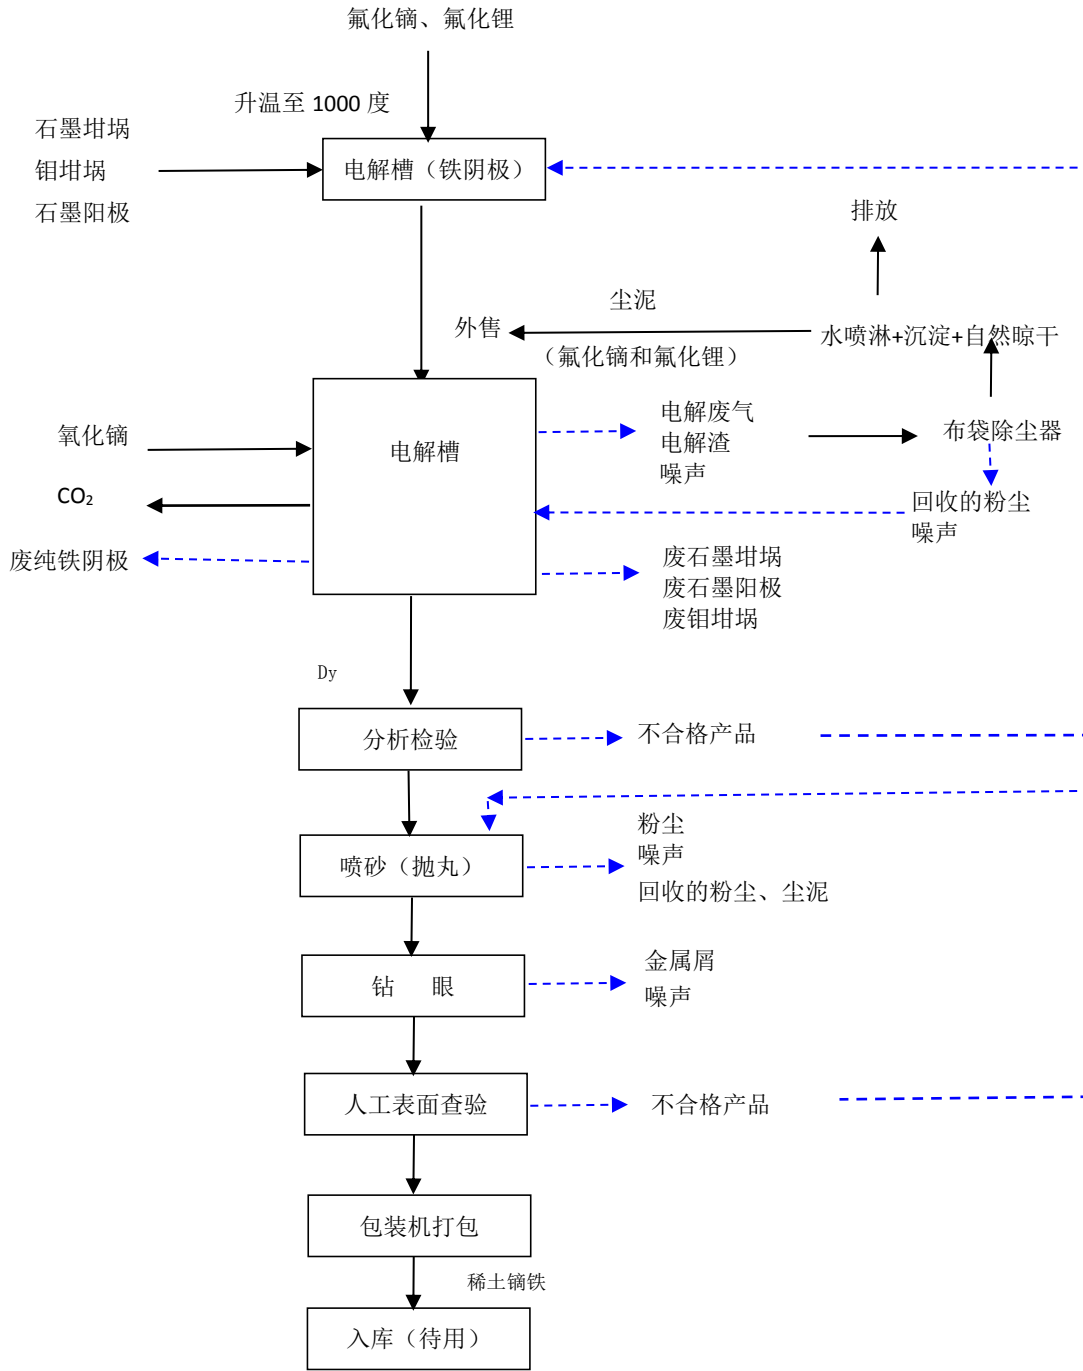 氟化镝、氟化锂
升温至 1000 度
石墨坩埚
钼坩埚
石墨阳极
电解槽（铁阴极）
排放
尘泥
外售
（氟化镝和氟化锂）
水喷淋+沉淀+自然晾干
氧化镝
电解槽
电解废气
电解渣
噪声
布袋除尘器
CO₂
回收的粉尘
噪声
废纯铁阴极
废石墨坩埚
废石墨阳极
废钼坩埚
Dy
分析检验
不合格产品
喷砂（抛丸）
粉尘
噪声
回收的粉尘、尘泥
钻 眼
金属屑
噪声
人工表面查验
不合格产品
包装机打包
稀土镝铁
入库（待用）